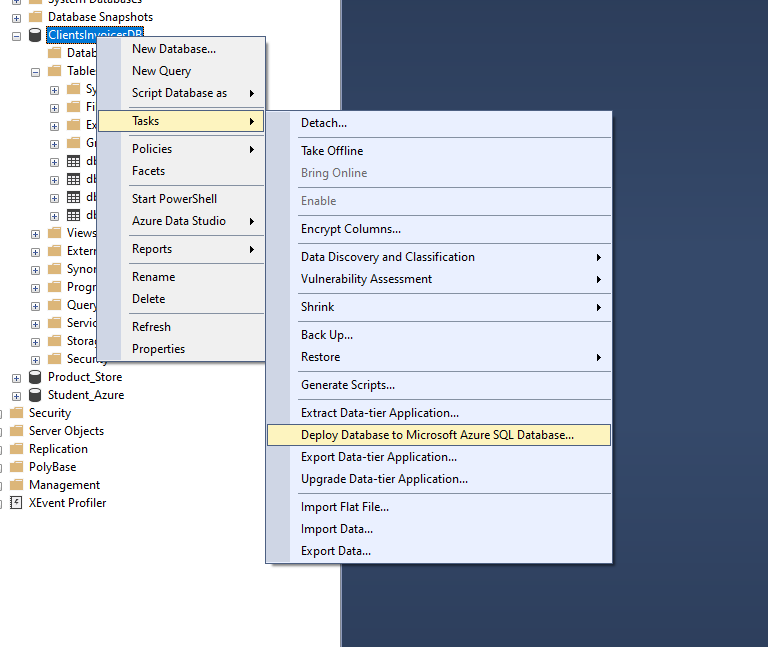 System Databases
Database Snapshots
ClientsInvoicesDB
New Database...
New Query
Script Database as
Tasks
Policies
Facets
Start PowerShell
Azure Data Studio
Reports
Rename
Delete
Refresh
Properties
Detach...
Take Offline
Bring Online
Enable
Encrypt Columns...
Data Discovery and Classification
Vulnerability Assessment
Shrink
Back Up...
Restore
Generate Scripts...
Extract Data-tier Application...
Deploy Database to Microsoft Azure SQL Database...
Export Data-tier Application...
Upgrade Data-tier Application...
Import Flat File...
Import Data...
Export Data...
Datab
Table
Sy
Fi
Ex
G
db
db
db
db
Views
Extern
Synor
Progr
Query
Servic
Storag
Securi
Product_Store
Student_Azure
Security
Server Objects
Replication
PolyBase
Management
XEvent Profiler